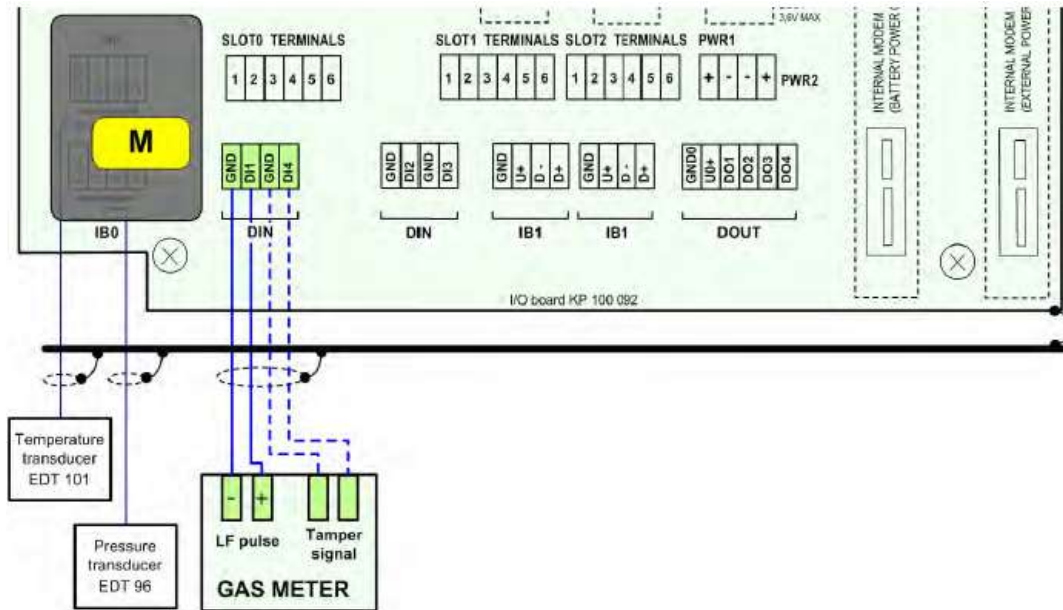 3,6V MAX
SLOT0 TERMINALS
SLOT1 TERMINALS
SLOT2 TERMINALS
PWR1
1 2 3 4 5 6
1 2 3 4 5 6
1 2 3 4 5 6
+ - - +
PWR2
INTERNAL MODEM
(BATTERY POWER
INTERNAL MODEM
(EXTERNAL POWER
M
GND DI1 GND DI4
GND DI2 GND DI3
GND U+ D- D+
GND U+ D- D+
GND0 U0+ DO1 DO2 DO3 DO4
IB0
DIN
DIN
IB1
IB1
DOUT
I/O board KP 100 092
Temperature
transducer
EDT 101
Pressure
transducer
EDT 96
- +
LF pulse
Tamper
signal
GAS METER